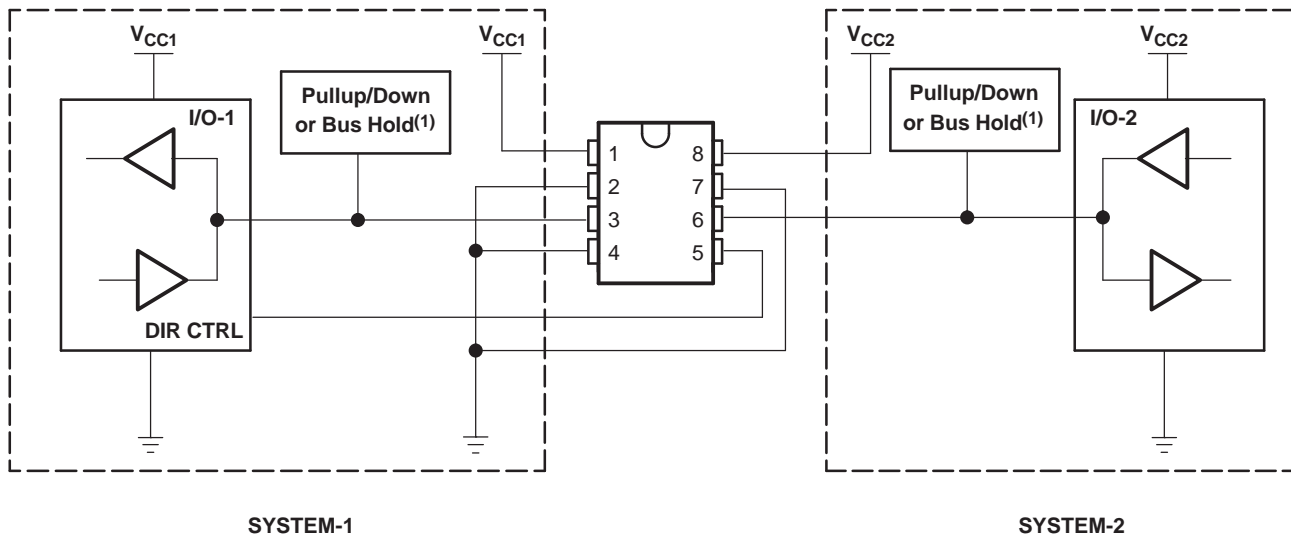 VCC1
VCC1
VCC2
VCC2
I/O-1
Pullup/Down
or Bus Hold(1)
Pullup/Down
or Bus Hold(1)
I/O-2
1
8
2
7
3
6
4
5
DIR CTRL
SYSTEM-1
SYSTEM-2